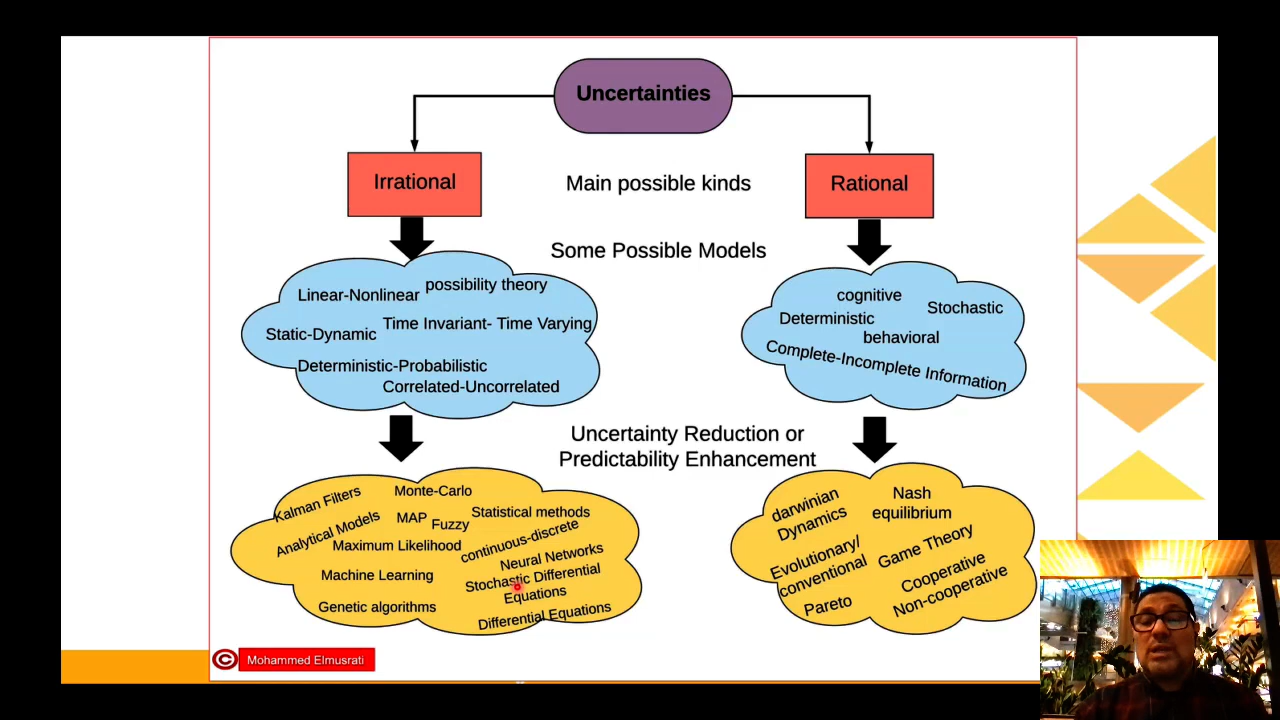 Uncertainties
Irrational
Main possible kinds
Rational
Some Possible Models
Linear-Nonlinear
possibility theory
Static-Dynamic
Time Invariant- Time Varying
Deterministic-Probabilistic
Correlated-Uncorrelated
cognitive
Stochastic
Deterministic
behavioral
Complete-Incomplete Information
Uncertainty Reduction or
Predictability Enhancement
Kalman Filters
Monte-Carlo
Analytical Models
MAP
Fuzzy
Statistical methods
continuous-discrete
Maximum Likelihood
Neural Networks
Machine Learning
Stochastic Differential
Equations
Genetic algorithms
Differential Equations
darwinian
Dynamics
Nash
equilibrium
Evolutionary/
conventional
Game Theory
Pareto
Cooperative
Non-cooperative
© Mohammed Elmusrati